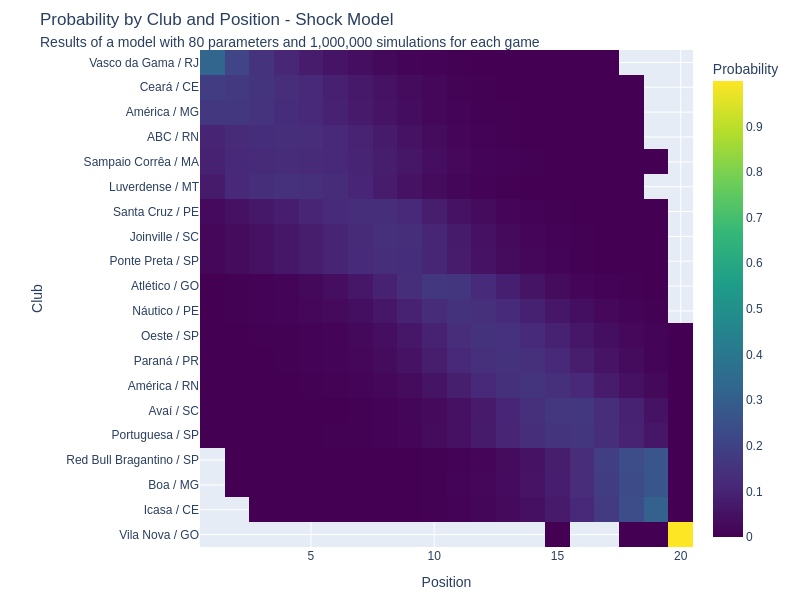 Probability by Club and Position - Shock Model
Results of a model with 80 parameters and 1,000,000 simulations for each game
Vasco da Gama / RJ
Ceará / CE
América / MG
ABC / RN
Sampaio Corrêa / MA
Luverdense / MT
Santa Cruz / PE
Joinville / SC
Ponte Preta / SP
Atlético / GO
Náutico / PE
Oeste / SP
Paraná / PR
América / RN
Avaí / SC
Portuguesa / SP
Red Bull Bragantino / SP
Boa / MG
Icasa / CE
Vila Nova / GO
Club
5
10
15
20
Position
Probability
0.9
0.8
0.7
0.6
0.5
0.4
0.3
0.2
0.1
0